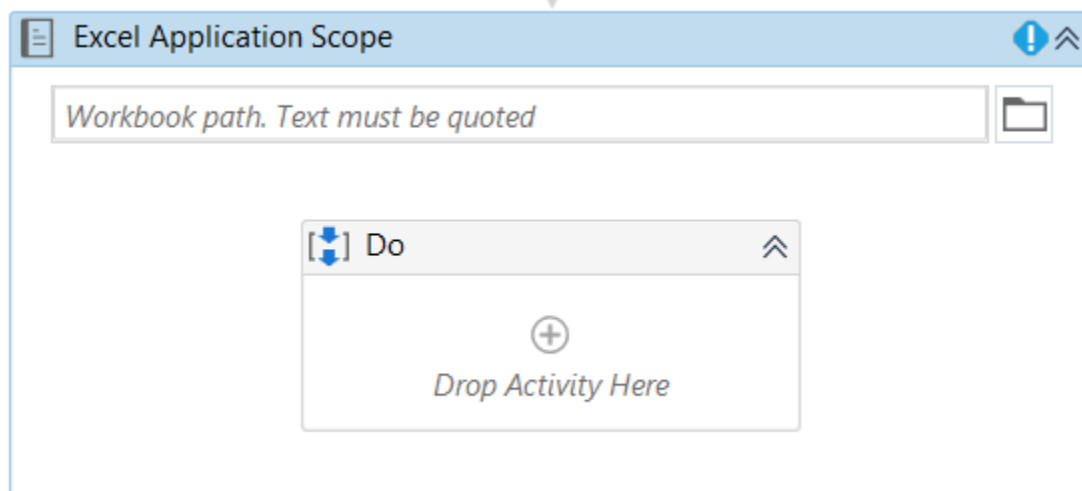 Excel Application Scope
Workbook path. Text must be quoted
Do
Drop Activity Here